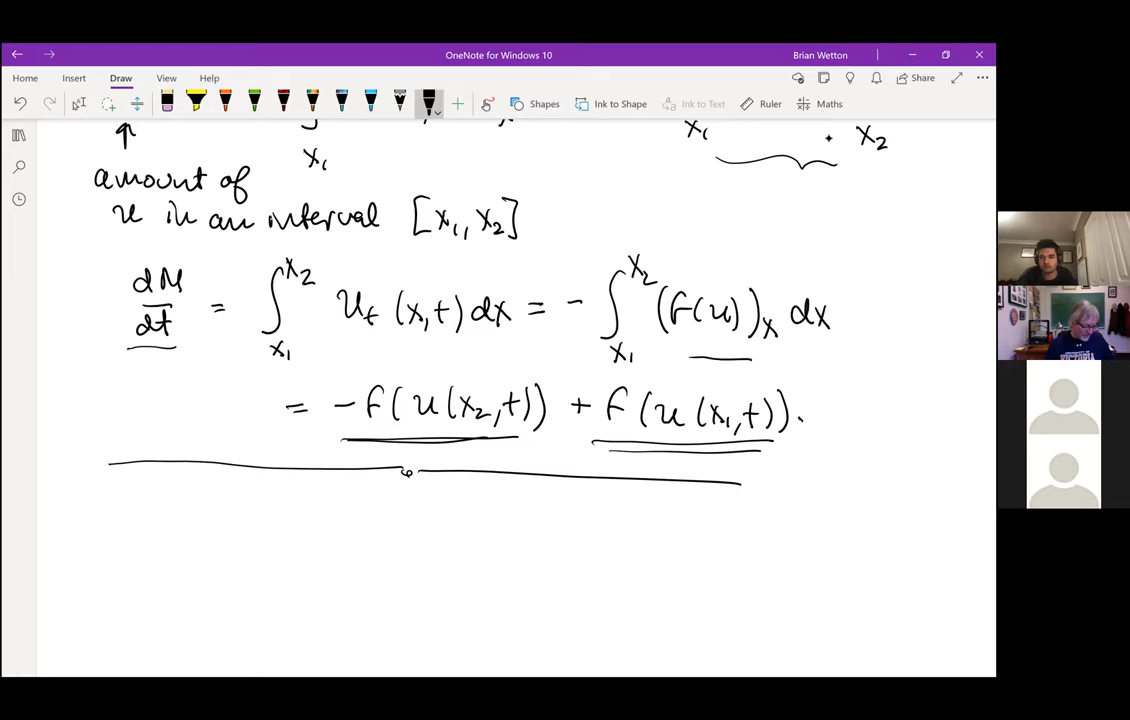 OneNote for Windows 10
Brian Wetton
Home Insert Draw View Help
Share
Shapes Ink to Shape Ink to Text Ruler Maths
x₁
x₁ x₂
amount of
u in an interval [x₁, x₂]
dM/dt = ∫_{x₁}^{x₂} u_t (x,t) dx = - ∫_{x₁}^{x₂} (f(u))_x dx
= -f(u(x₂,t)) + f(u(x₁,t)).
VICTORIA